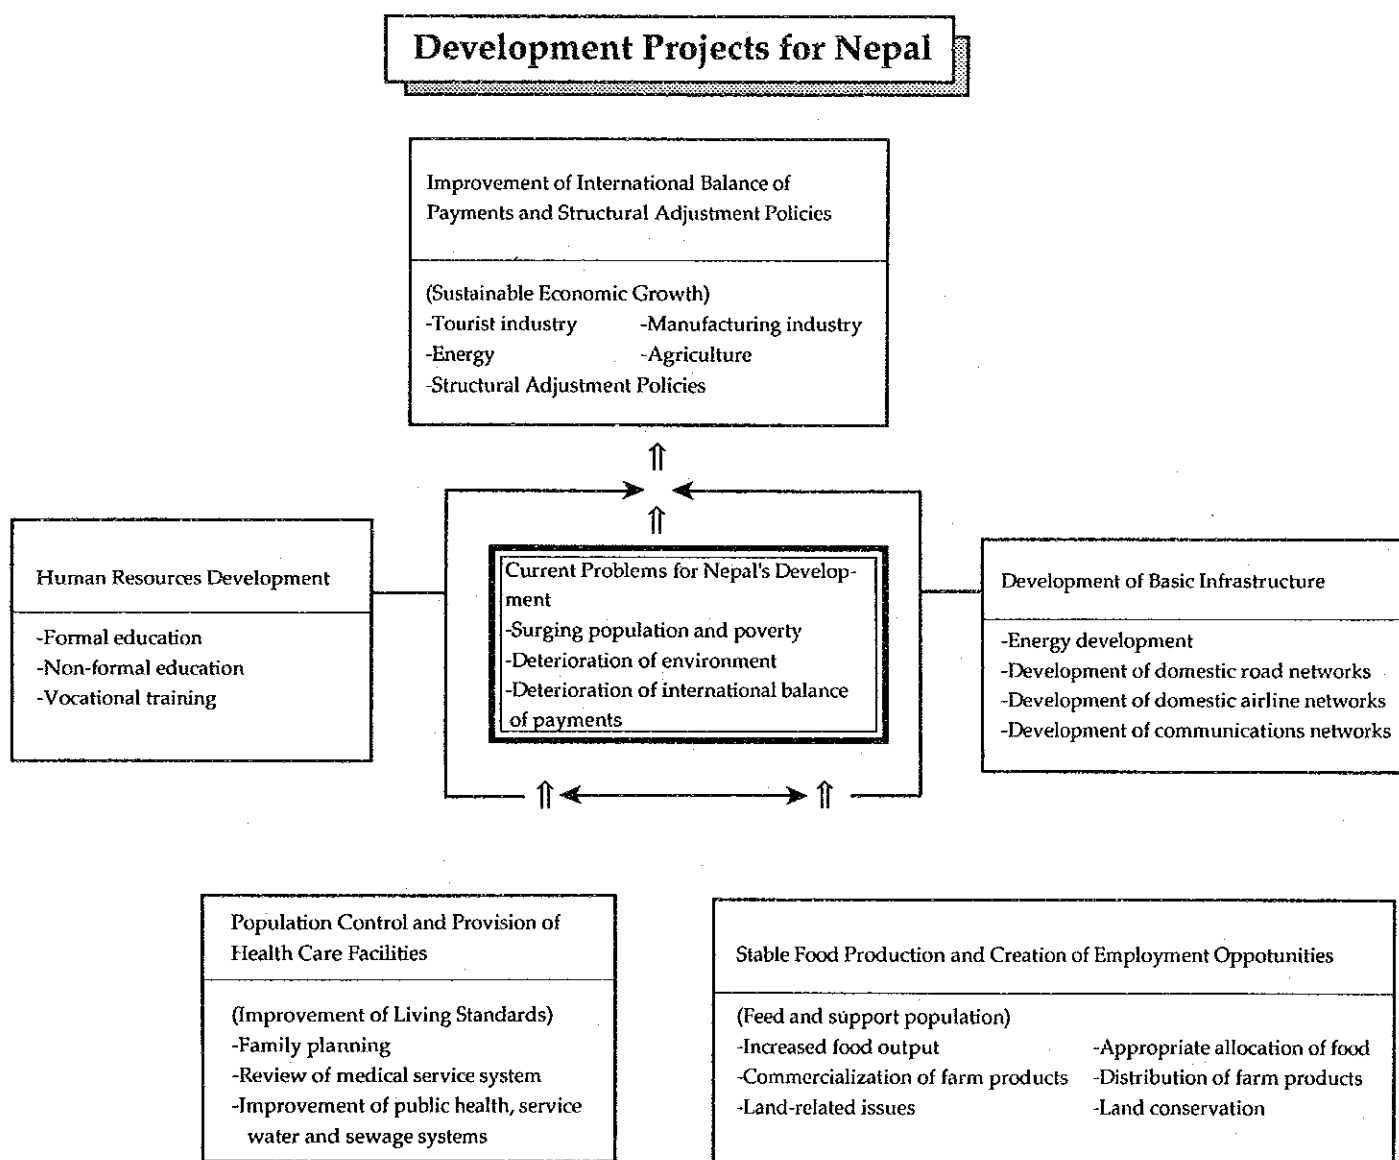 Development Projects for Nepal
Improvement of International Balance of
Payments and Structural Adjustment Policies
(Sustainable Economic Growth)
-Tourist industry -Manufacturing industry
-Energy -Agriculture
-Structural Adjustment Policies
⇑
⇑
Human Resources Development
-Formal education
-Non-formal education
-Vocational training
Current Problems for Nepal's Develop-
ment
-Surging population and poverty
-Deterioration of environment
-Deterioration of international balance
of payments
Development of Basic Infrastructure
-Energy development
-Development of domestic road networks
-Development of domestic airline networks
-Development of communications networks
⇑ ⇑
Population Control and Provision of
Health Care Facilities
(Improvement of Living Standards)
-Family planning
-Review of medical service system
-Improvement of public health, service
water and sewage systems
Stable Food Production and Creation of Employment Oppotunities
(Feed and support population)
-Increased food output -Appropriate allocation of food
-Commercialization of farm products -Distribution of farm products
-Land-related issues -Land conservation